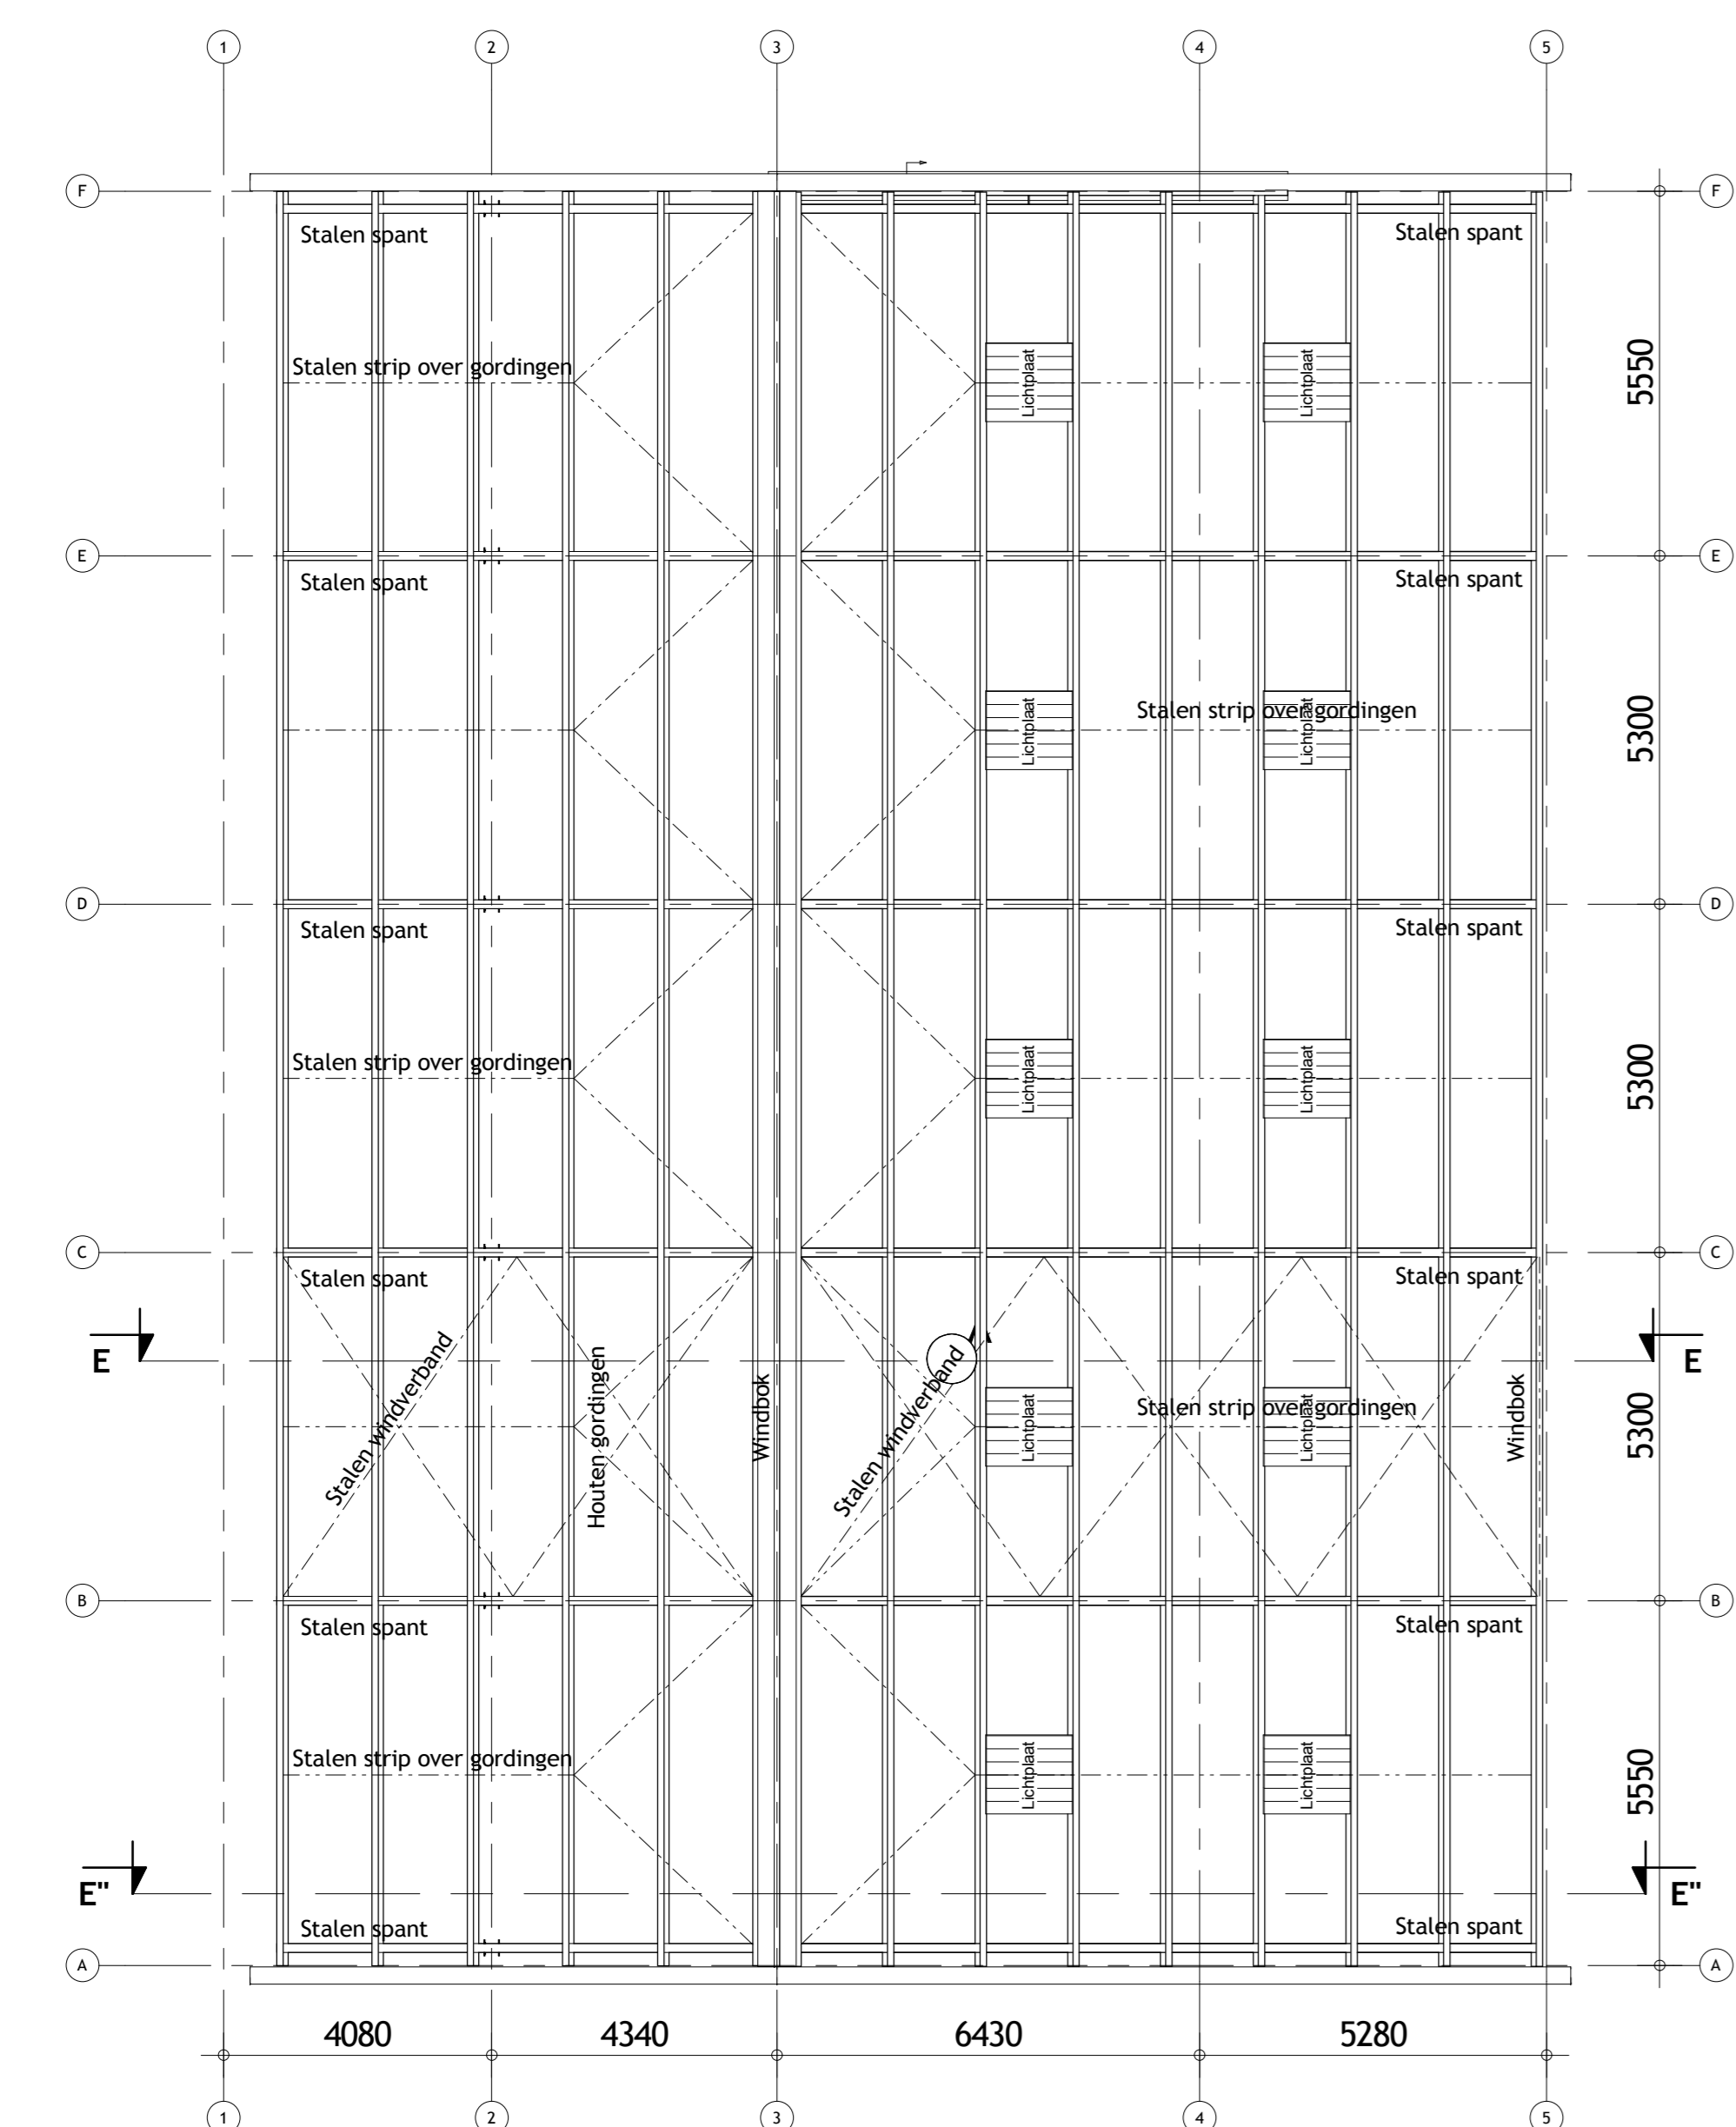 1 2 3 4 5
F F
Stalen spant Stalen spant
Stalen strip over gordingen Lichtplaat Lichtplaat 5550
E E
Stalen spant Stalen spant
Lichtplaat Stalen strip over gordingen Lichtplaat 5300
D D
Stalen spant Stalen spant
Stalen strip over gordingen Lichtplaat Lichtplaat 5300
C C
Stalen spant Stalen spant
E E
Stalen windverband Houten gordingen Windbok Stalen windverband Lichtplaat Stalen strip over gordingen Lichtplaat Windbok 5300
B B
Stalen spant Stalen spant
Stalen strip over gordingen Lichtplaat Lichtplaat 5550
E" E"
Stalen spant Stalen spant
A A
4080 4340 6430 5280
1 2 3 4 5